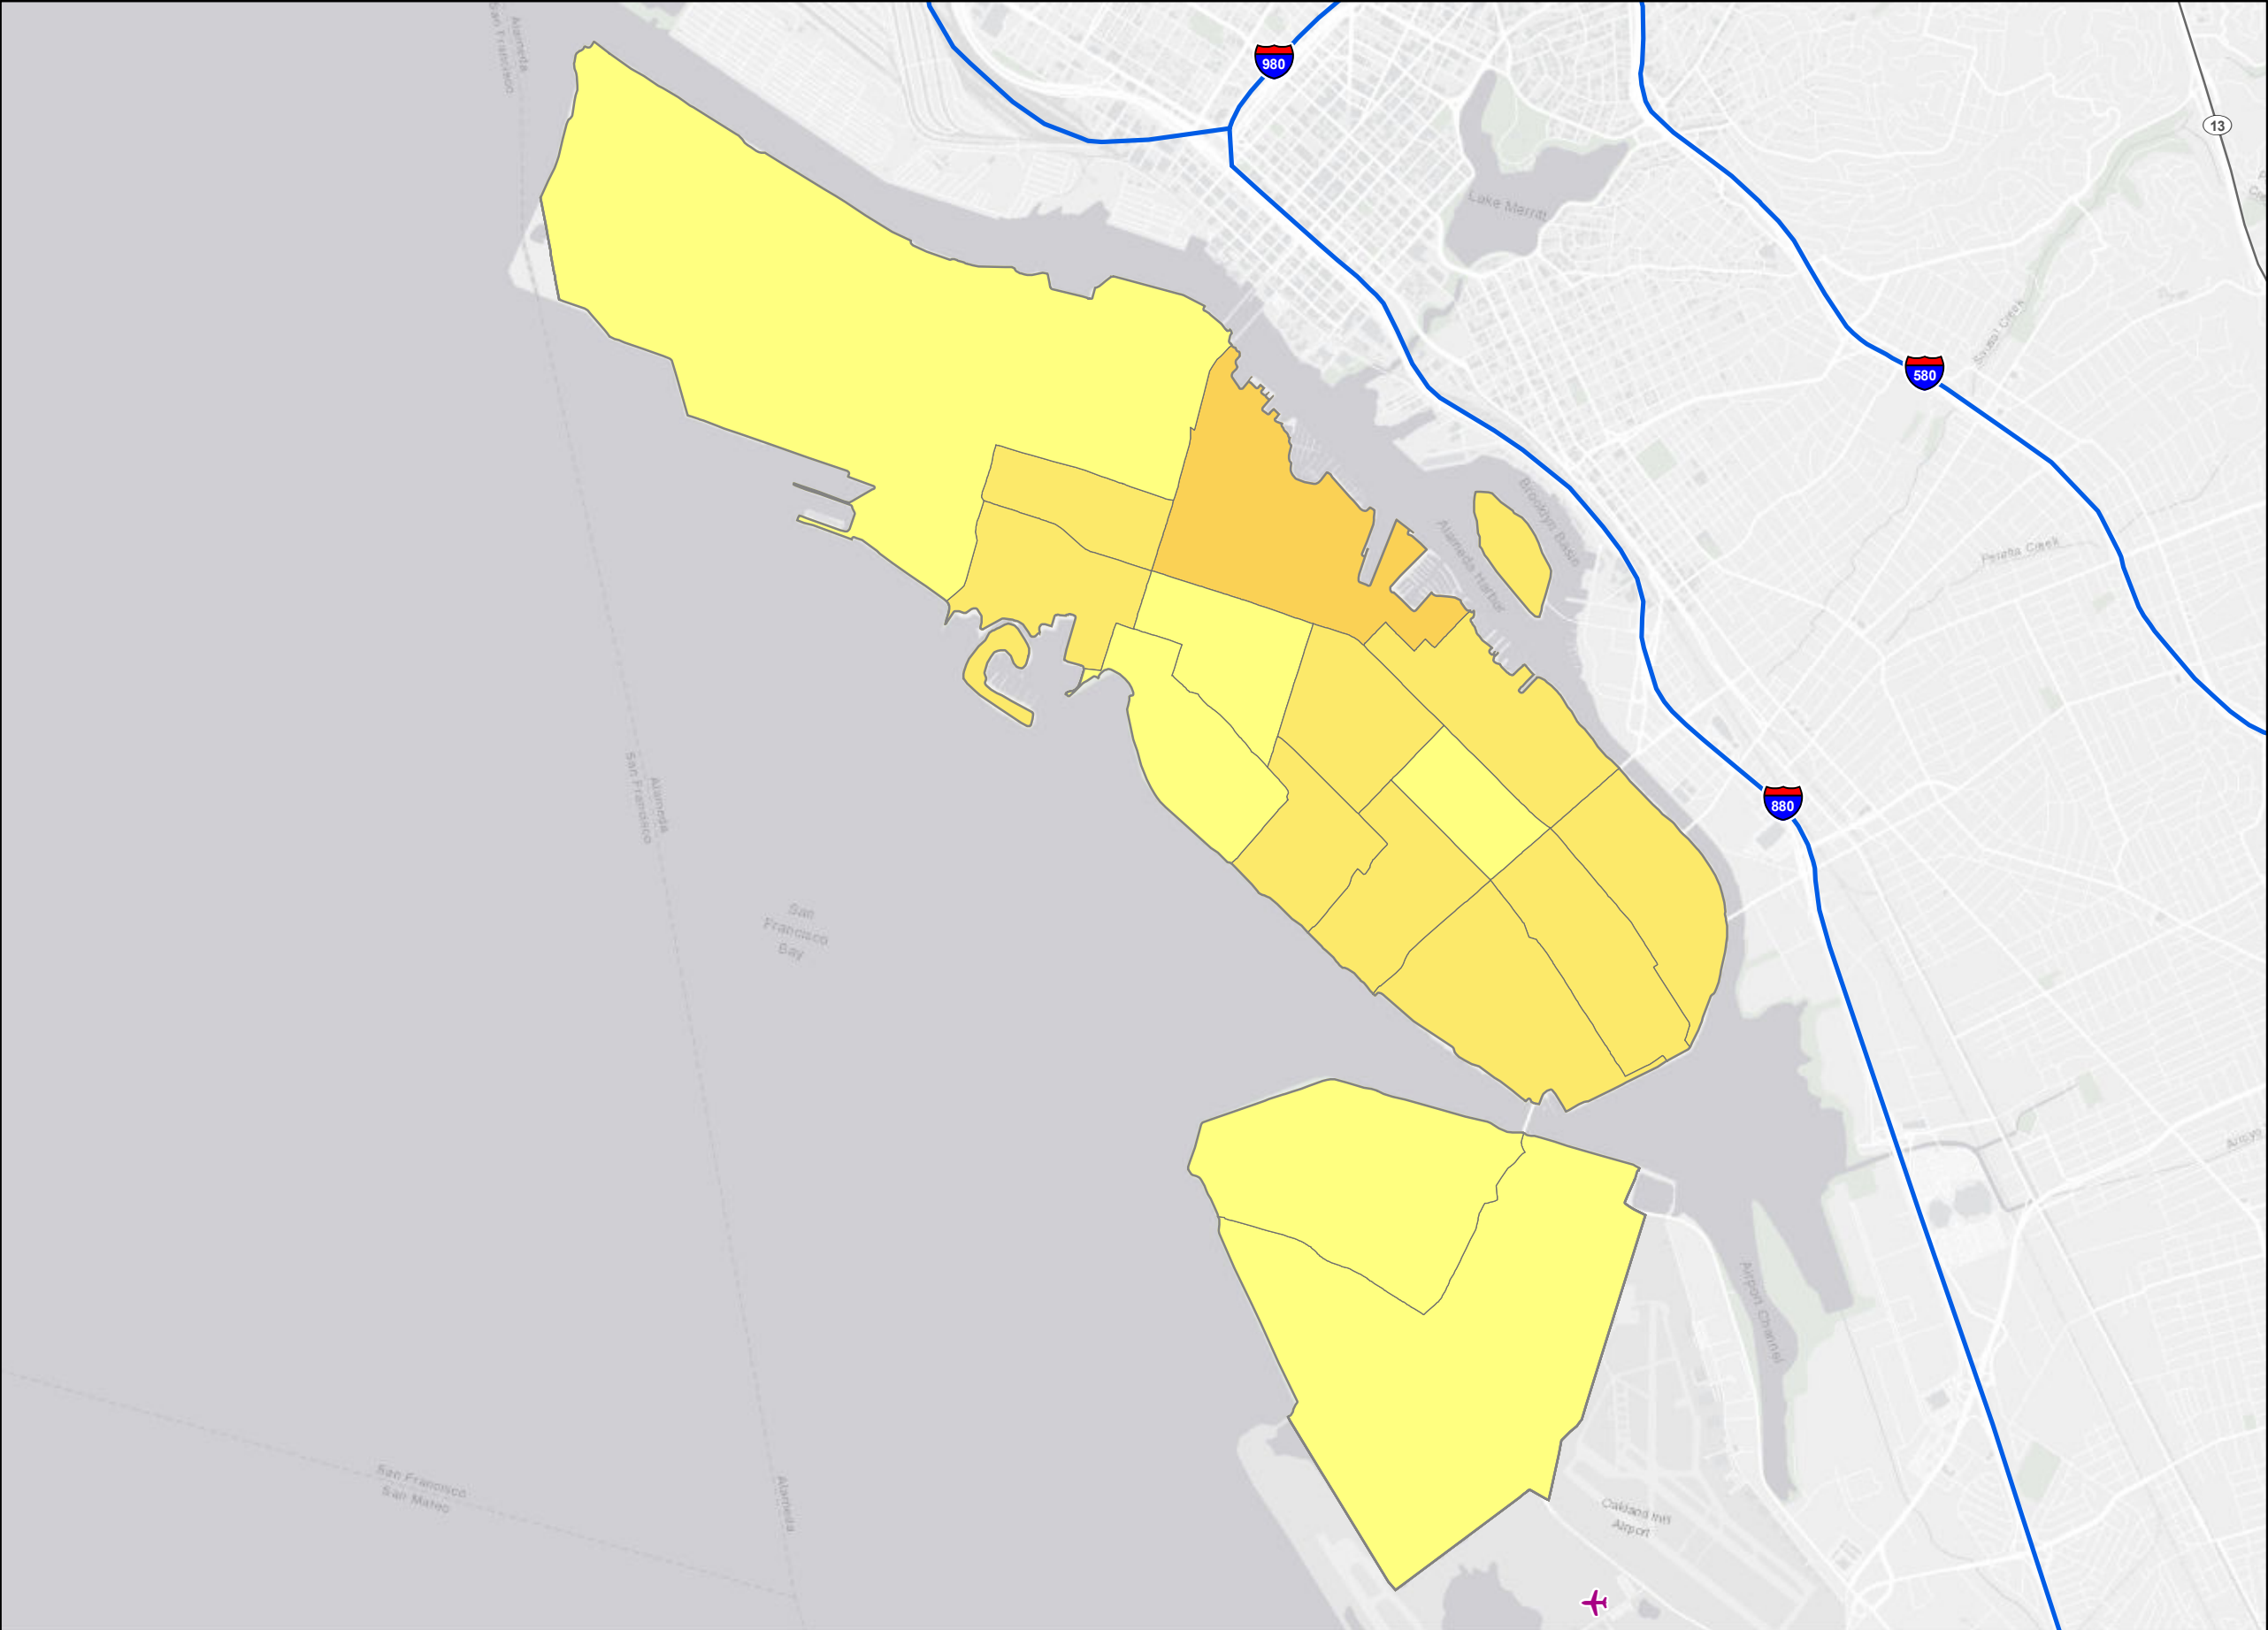 Alameda
San Francisco
980
13
Lake Merritt
Sausal Creek
580
Brooklyn Basin
Alameda Harbor
Peralta Creek
Alameda
San Francisco
880
San
Francisco
Bay
Airport Channel
San Francisco
San Mateo
Alameda
Oakland Intl
Airport